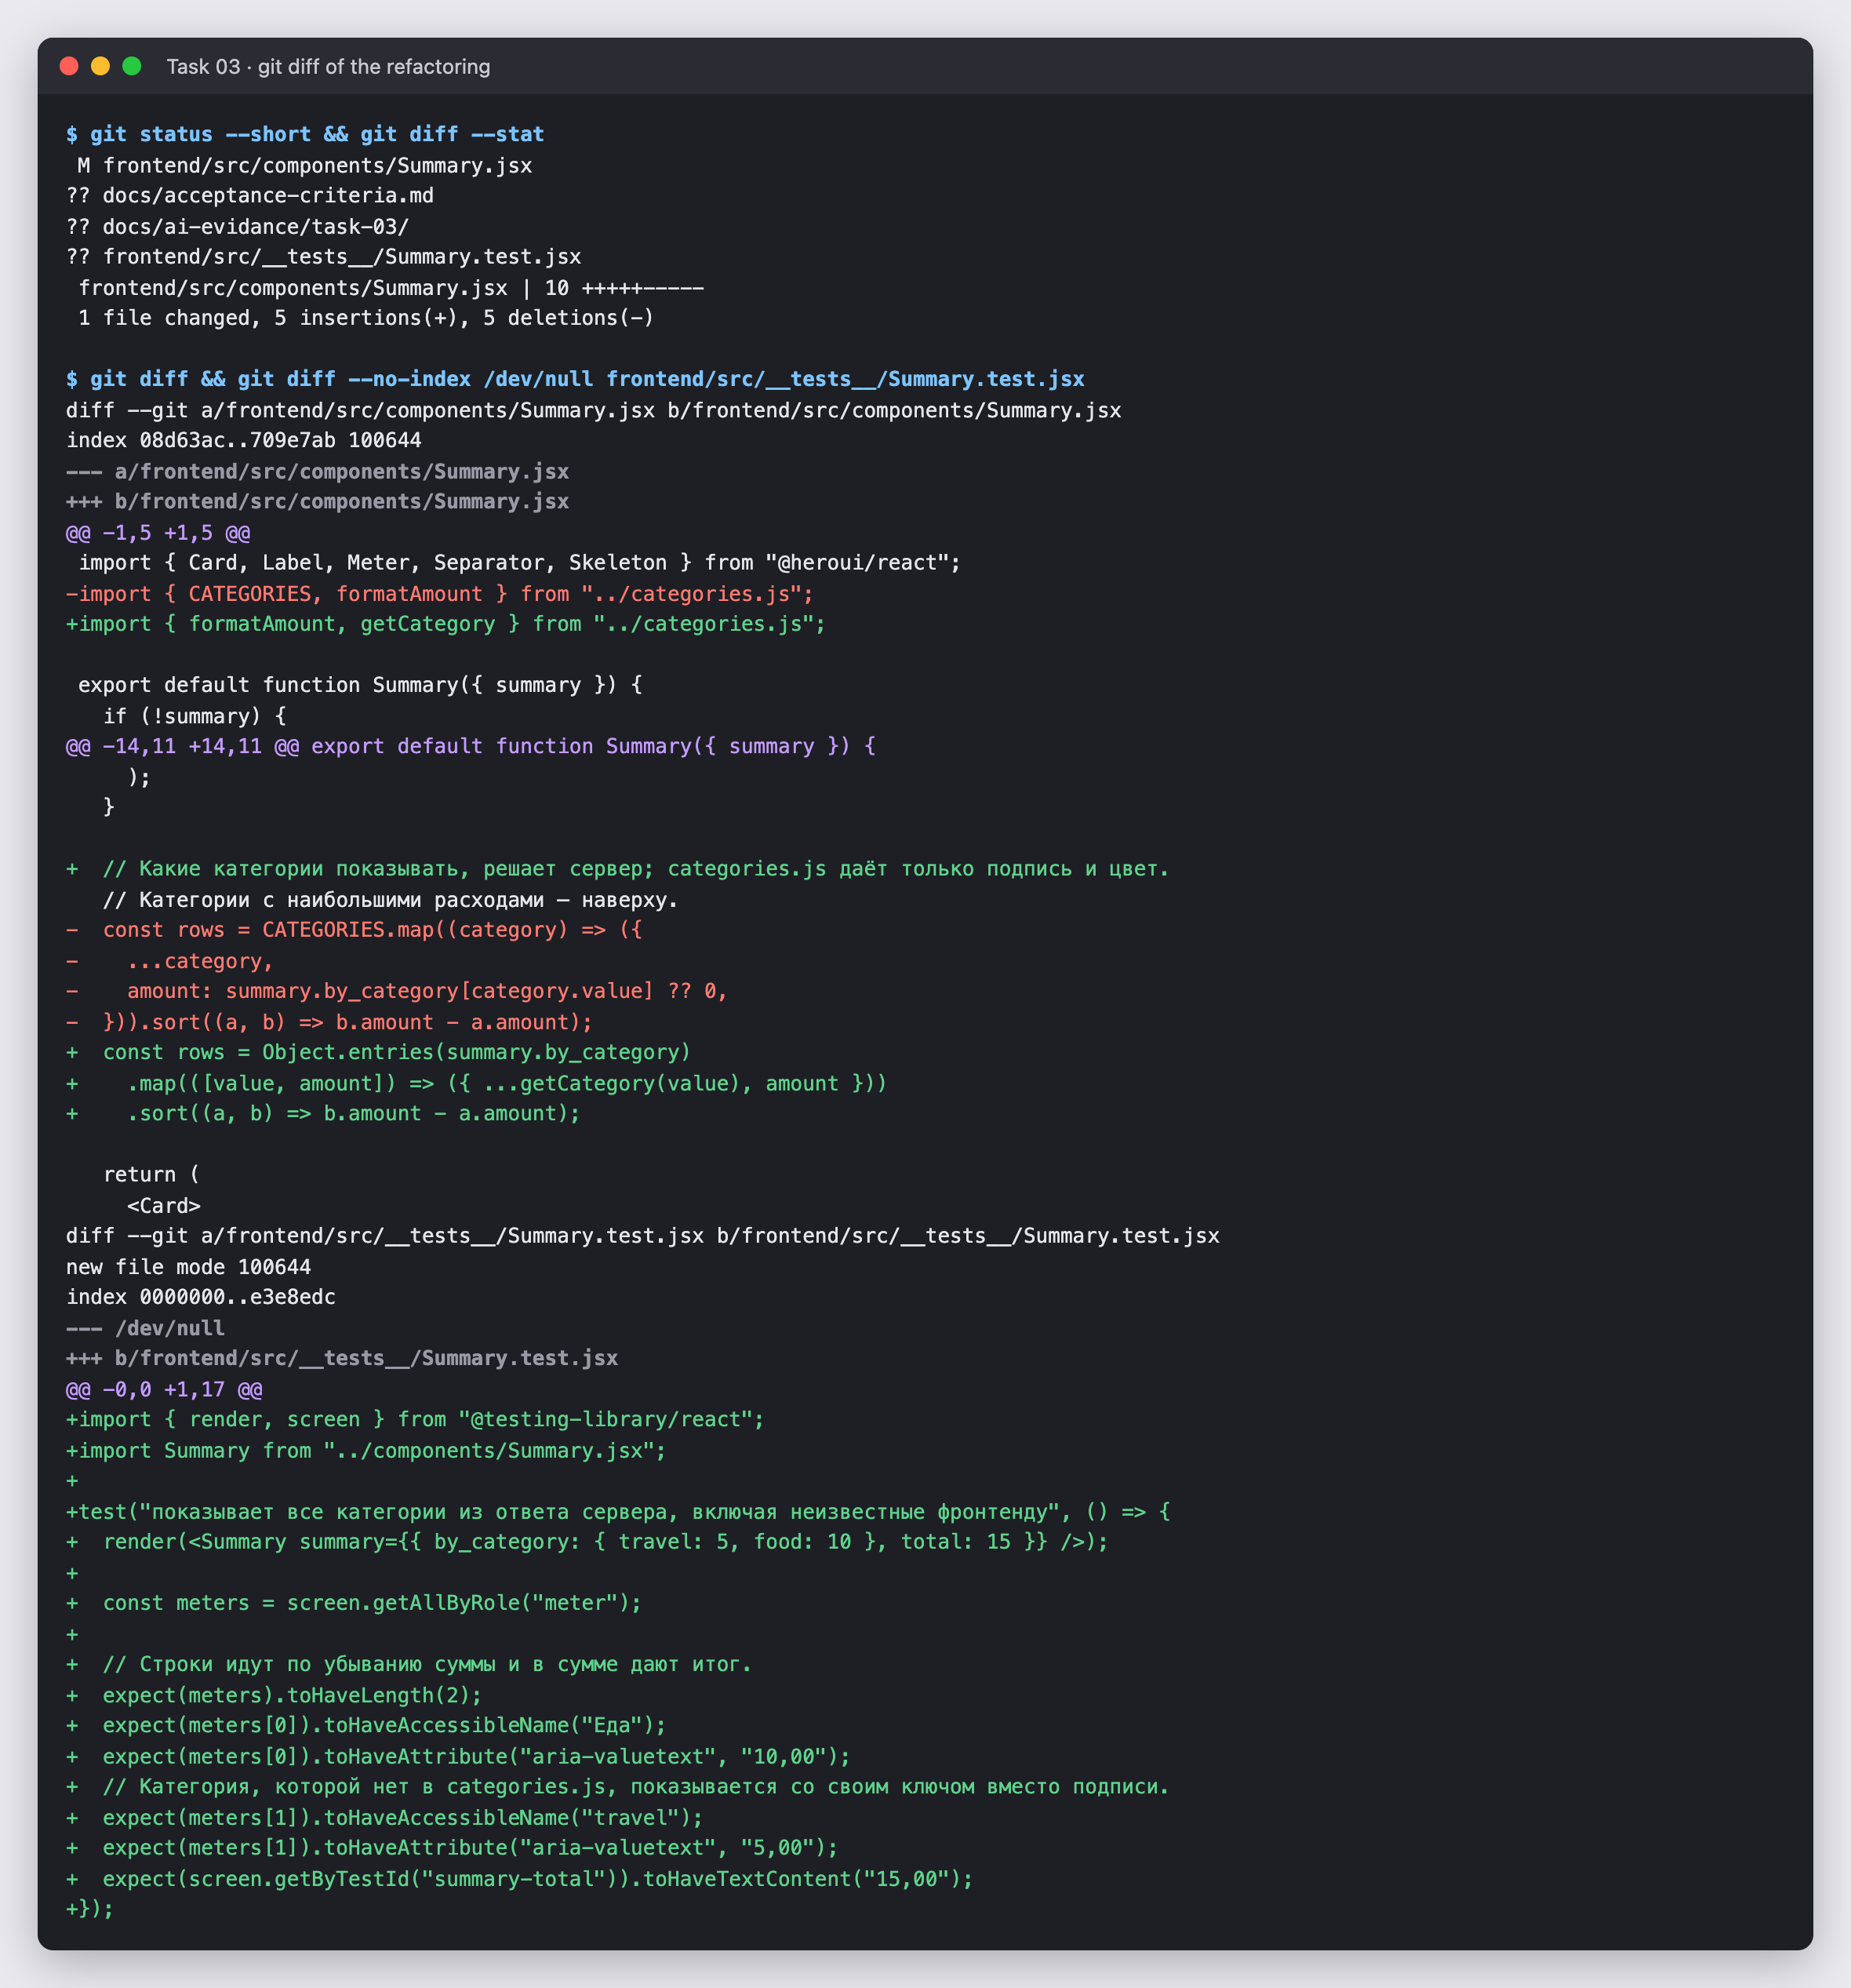 Task 03 · git diff of the refactoring
$ git status --short && git diff --stat
 M frontend/src/components/Summary.jsx
?? docs/acceptance-criteria.md
?? docs/ai-evidance/task-03/
?? frontend/src/__tests__/Summary.test.jsx
 frontend/src/components/Summary.jsx | 10 +++++-----
 1 file changed, 5 insertions(+), 5 deletions(-)
$ git diff && git diff --no-index /dev/null frontend/src/__tests__/Summary.test.jsx
diff --git a/frontend/src/components/Summary.jsx b/frontend/src/components/Summary.jsx
index 08d63ac..709e7ab 100644
--- a/frontend/src/components/Summary.jsx
+++ b/frontend/src/components/Summary.jsx
@@ -1,5 +1,5 @@
 import { Card, Label, Meter, Separator, Skeleton } from "@heroui/react";
-import { CATEGORIES, formatAmount } from "../categories.js";
+import { formatAmount, getCategory } from "../categories.js";
 export default function Summary({ summary }) {
   if (!summary) {
@@ -14,11 +14,11 @@ export default function Summary({ summary }) {
     );
   }
+  // Какие категории показывать, решает сервер; categories.js даёт только подпись и цвет.
   // Категории с наибольшими расходами — наверху.
-  const rows = CATEGORIES.map((category) => ({
-    ...category,
-    amount: summary.by_category[category.value] ?? 0,
-  })).sort((a, b) => b.amount - a.amount);
+  const rows = Object.entries(summary.by_category)
+    .map(([value, amount]) => ({ ...getCategory(value), amount }))
+    .sort((a, b) => b.amount - a.amount);
   return (
     <Card>
diff --git a/frontend/src/__tests__/Summary.test.jsx b/frontend/src/__tests__/Summary.test.jsx
new file mode 100644
index 0000000..e3e8edc
--- /dev/null
+++ b/frontend/src/__tests__/Summary.test.jsx
@@ -0,0 +1,17 @@
+import { render, screen } from "@testing-library/react";
+import Summary from "../components/Summary.jsx";
+
+test("показывает все категории из ответа сервера, включая неизвестные фронтенду", () => {
+  render(<Summary summary={{ by_category: { travel: 5, food: 10 }, total: 15 }} />);
+
+  const meters = screen.getAllByRole("meter");
+
+  // Строки идут по убыванию суммы и в сумме дают итог.
+  expect(meters).toHaveLength(2);
+  expect(meters[0]).toHaveAccessibleName("Еда");
+  expect(meters[0]).toHaveAttribute("aria-valuetext", "10,00");
+  // Категория, которой нет в categories.js, показывается со своим ключом вместо подписи.
+  expect(meters[1]).toHaveAccessibleName("travel");
+  expect(meters[1]).toHaveAttribute("aria-valuetext", "5,00");
+  expect(screen.getByTestId("summary-total")).toHaveTextContent("15,00");
+});